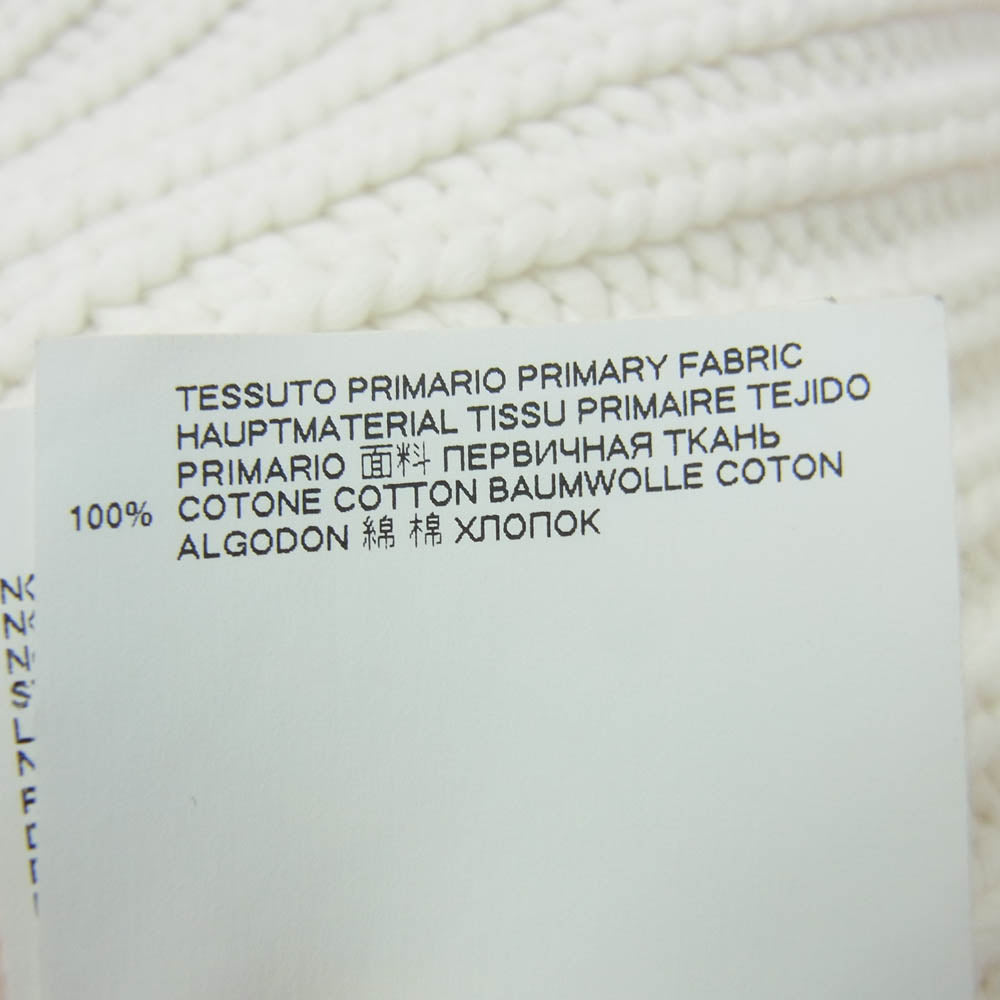 TESSUTO PRIMARIO PRIMARY FABRIC
HAUPTMATERIAL TISSU PRIMAIRE TEJIDO
PRIMARIO 面料 ПЕРВИЧНАЯ ТКАНЬ
100% COTONE COTTON BAUMWOLLE COTON
ALGODON 綿 棉 ХЛОПОК